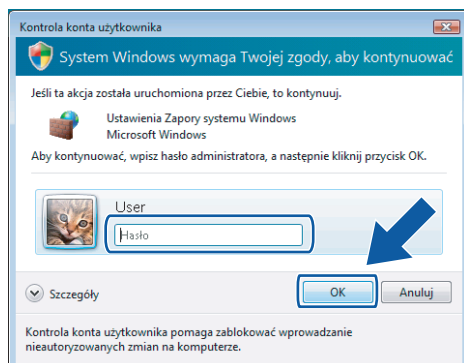 Kontrola konta użytkownika
System Windows wymaga Twojej zgody, aby kontynuować
Jeśli ta akcja została uruchomiona przez Ciebie, to kontynuuj.
Ustawienia Zapory systemu Windows
Microsoft Windows
Aby kontynuować, wpisz hasło administratora, a następnie kliknij przycisk OK.
User
Hasło
Szczegóły
OK
Anuluj
Kontrola konta użytkownika pomaga zablokować wprowadzanie
nieautoryzowanych zmian na komputerze.